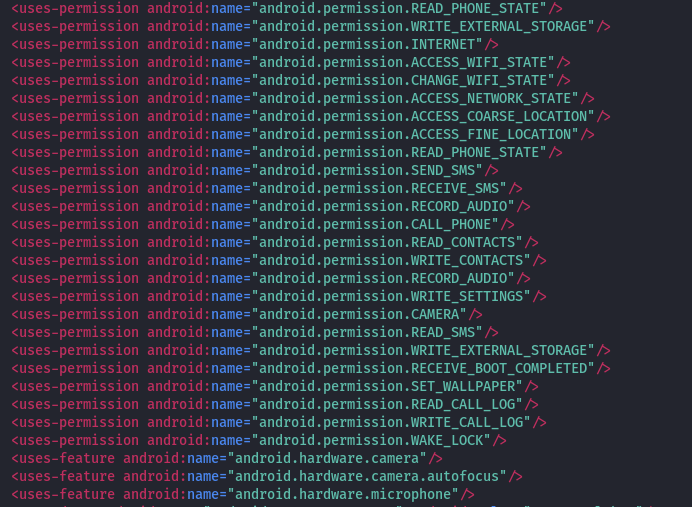 <uses-permission android:name="android.permission.READ_PHONE_STATE"/>
<uses-permission android:name="android.permission.WRITE_EXTERNAL_STORAGE"/>
<uses-permission android:name="android.permission.INTERNET"/>
<uses-permission android:name="android.permission.ACCESS_WIFI_STATE"/>
<uses-permission android:name="android.permission.CHANGE_WIFI_STATE"/>
<uses-permission android:name="android.permission.ACCESS_NETWORK_STATE"/>
<uses-permission android:name="android.permission.ACCESS_COARSE_LOCATION"/>
<uses-permission android:name="android.permission.ACCESS_FINE_LOCATION"/>
<uses-permission android:name="android.permission.READ_PHONE_STATE"/>
<uses-permission android:name="android.permission.SEND_SMS"/>
<uses-permission android:name="android.permission.RECEIVE_SMS"/>
<uses-permission android:name="android.permission.RECORD_AUDIO"/>
<uses-permission android:name="android.permission.CALL_PHONE"/>
<uses-permission android:name="android.permission.READ_CONTACTS"/>
<uses-permission android:name="android.permission.WRITE_CONTACTS"/>
<uses-permission android:name="android.permission.RECORD_AUDIO"/>
<uses-permission android:name="android.permission.WRITE_SETTINGS"/>
<uses-permission android:name="android.permission.CAMERA"/>
<uses-permission android:name="android.permission.READ_SMS"/>
<uses-permission android:name="android.permission.WRITE_EXTERNAL_STORAGE"/>
<uses-permission android:name="android.permission.RECEIVE_BOOT_COMPLETED"/>
<uses-permission android:name="android.permission.SET_WALLPAPER"/>
<uses-permission android:name="android.permission.READ_CALL_LOG"/>
<uses-permission android:name="android.permission.WRITE_CALL_LOG"/>
<uses-permission android:name="android.permission.WAKE_LOCK"/>
<uses-feature android:name="android.hardware.camera"/>
<uses-feature android:name="android.hardware.camera.autofocus"/>
<uses-feature android:name="android.hardware.microphone"/>